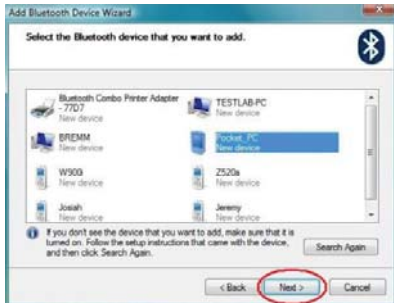 Add Bluetooth Device Wizard
Select the Bluetooth device that you want to add.
Bluetooth Combo Printer Adapter
- 77D7
New device
TESTLAB-PC
New device
BREMM
New device
Pocket_PC
New device
W900i
New device
Z520a
New device
Josiah
New device
Jeremy
New device
If you don't see the device that you want to add, make sure that it is
turned on. Follow the setup instructions that came with the device,
and then click Search Again.
Search Again
< Back
Next >
Cancel